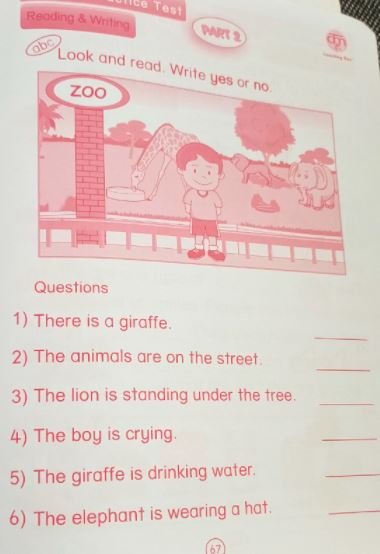 Test
Reading & Writing
PART 2
abc
Look and read. Write yes or no.
ZOO
Questions
1) There is a giraffe.
2) The animals are on the street.
3) The lion is standing under the tree.
4) The boy is crying.
5) The giraffe is drinking water.
6) The elephant is wearing a hat.
67